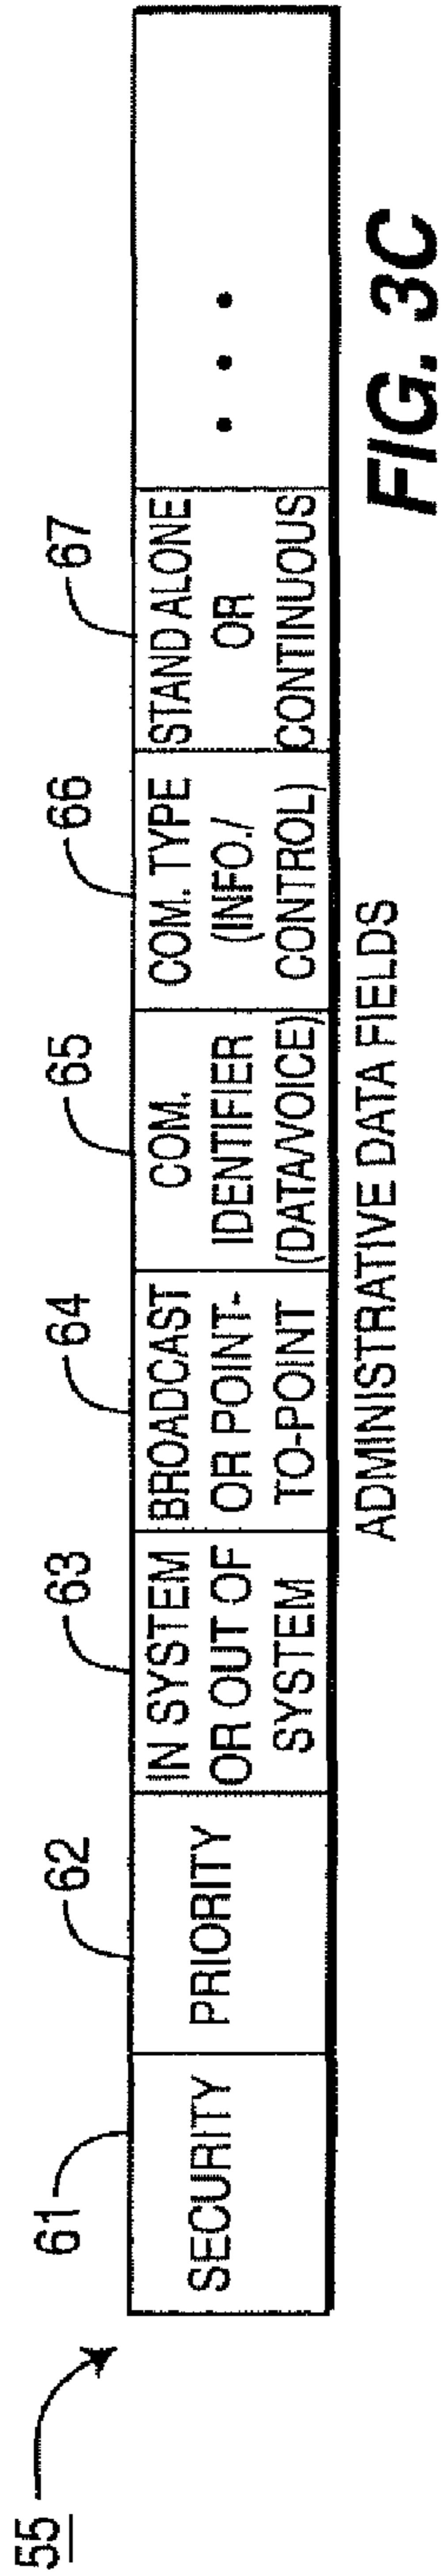 55
61
62
63
64
65
66
67
SECURITY
PRIORITY
IN SYSTEM
OR OUT OF
SYSTEM
BROADCAST
OR POINT-
TO-POINT
COM.
IDENTIFIER
(DATA/VOICE)
COM. TYPE
(INFO./
CONTROL)
STAND ALONE
OR
CONTINUOUS
• • •
ADMINISTRATIVE DATA FIELDS
FIG. 3C